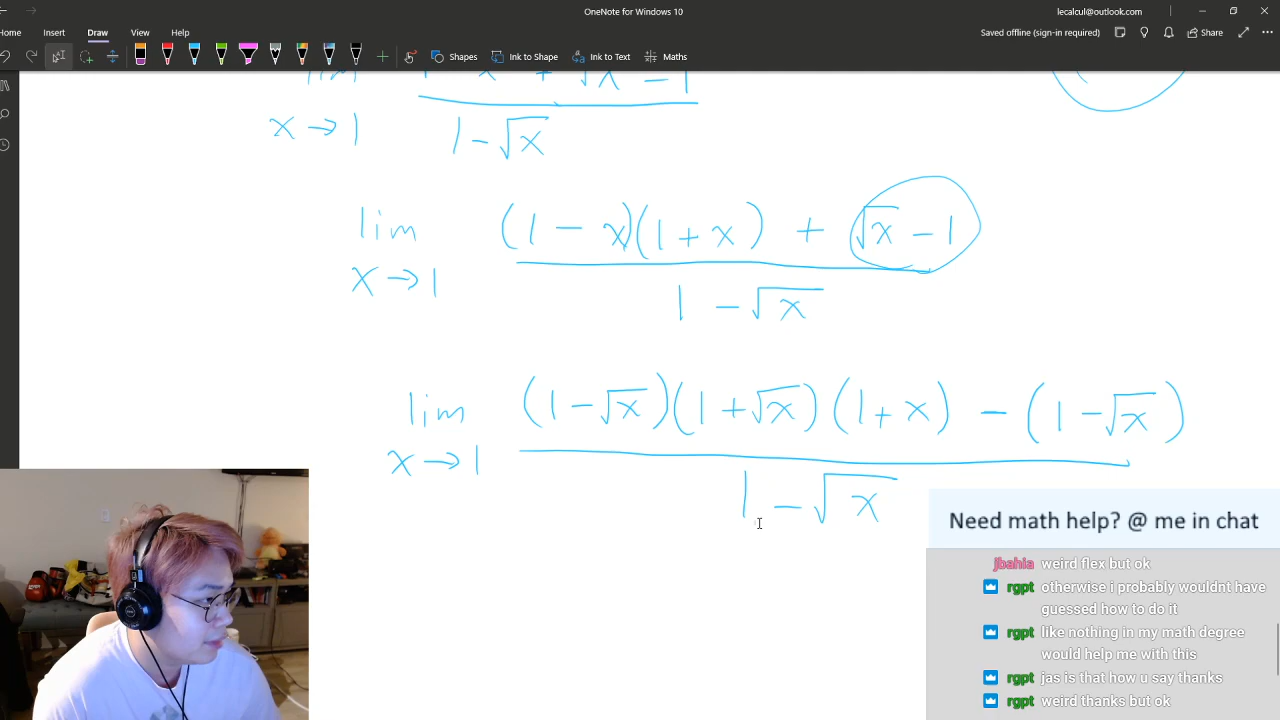 OneNote for Windows 10
lecalcul@outlook.com
Home Insert Draw View Help
Saved offline (sign-in required) Share
Shapes Ink to Shape Ink to Text Maths
lim x→1
√x − 1
1 − √x
lim x→1
(1 − x)(1 + x) + √x − 1
1 − √x
lim x→1
(1 − √x)(1 + √x)(1 + x) − (1 − √x)
1 − √x
Need math help? @ me in chat
jbahia weird flex but ok
rgpt otherwise i probably wouldnt have
guessed how to do it
rgpt like nothing in my math degree
would help me with this
rgpt jas is that how u say thanks
rgpt weird thanks but ok